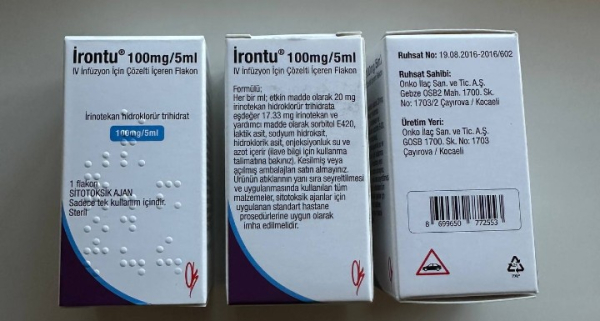 İrontu® 100mg/5ml
IV İnfüzyon İçin Çözelti İçeren Flakon
İrinotekan hidroklorür trihidrat
100mg/5ml
1 flakon
SİTOTOKSİK AJAN
Sadece tek kullanım içindir.
Steril
İrontu® 100mg/5ml
IV İnfüzyon İçin Çözelti İçeren Flakon
Formülü:
Her bir ml; etkin madde olarak 20 mg
irinotekan hidroklorür trihidrata
eşdeğer 17.33 mg irinotekan ve
yardımcı madde olarak sorbitol E420,
laktik asit, sodyum hidroksit,
hidroklorik asit, enjeksiyonluk su ve
azot içerir (ilave bilgi için kullanma
talimatına bakınız). Kesilmiş veya
açılmış ambalajları satın almayınız.
Ürünün atıklarının yanı sıra seyreltilmesi
ve uygulanmasında kullanılan tüm
malzemeler, sitotoksik ajanlar için
uygulanan standart hastane
prosedürlerine uygun olarak
imha edilmelidir.
Ruhsat No: 19.08.2016-2016/602
Ruhsat Sahibi:
Onko İlaç San. ve Tic. A.Ş.
Gebze OSB2 Mah. 1700. Sk.
No: 1703/2 Çayırova / Kocaeli
Üretim Yeri:
Onko İlaç San. ve Tic. A.Ş.
GOSB 1700. Sk. No: 1703
Çayırova / Kocaeli
8 699650 772553